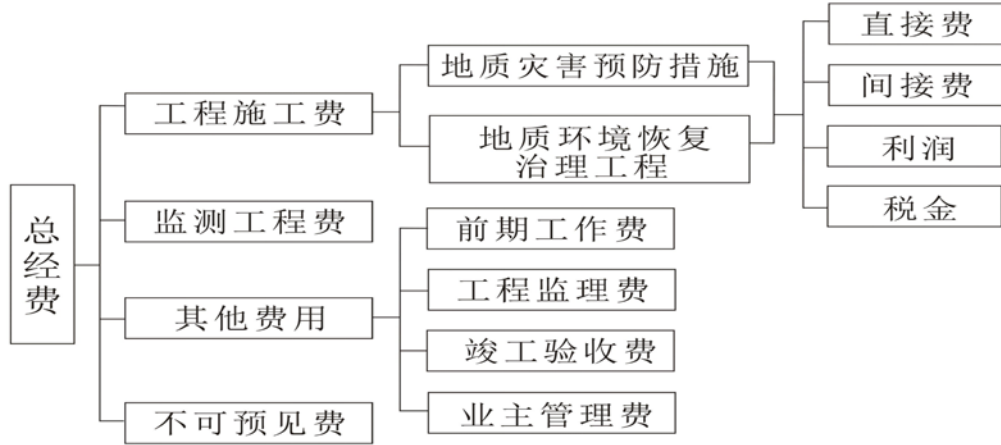 总经费
工程施工费
监测工程费
其他费用
不可预见费
地质灾害预防措施
地质环境恢复
治理工程
前期工作费
工程监理费
竣工验收费
业主管理费
直接费
间接费
利润
税金